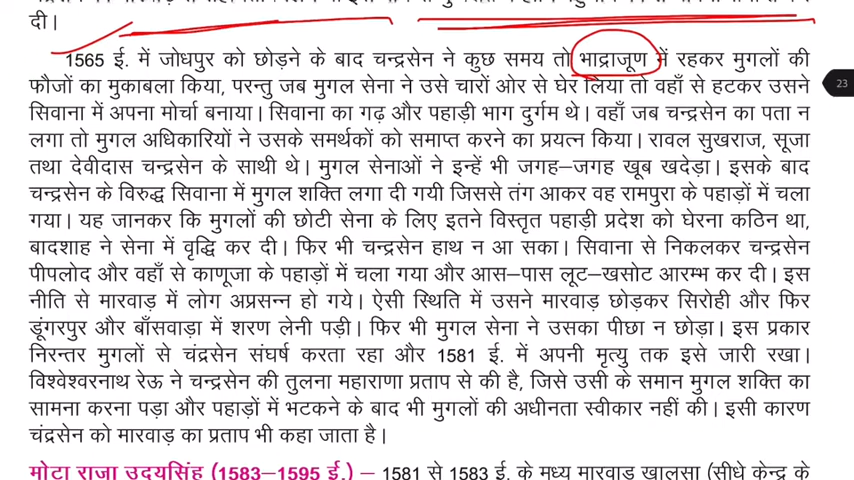 दी।
1565 ई. में जोधपुर को छोड़ने के बाद चन्द्रसेन ने कुछ समय तो भाद्राजूण में रहकर मुगलों की
फौजों का मुकाबला किया, परन्तु जब मुगल सेना ने उसे चारों ओर से घेर लिया तो वहाँ से हटकर उसने
सिवाना में अपना मोर्चा बनाया। सिवाना का गढ़ और पहाड़ी भाग दुर्गम थे। वहाँ जब चन्द्रसेन का पता न
लगा तो मुगल अधिकारियों ने उसके समर्थकों को समाप्त करने का प्रयत्न किया। रावल सुखराज, सूजा
तथा देवीदास चन्द्रसेन के साथी थे। मुगल सेनाओं ने इन्हें भी जगह–जगह खूब खदेड़ा। इसके बाद
चन्द्रसेन के विरुद्ध सिवाना में मुगल शक्ति लगा दी गयी जिससे तंग आकर वह रामपुरा के पहाड़ों में चला
गया। यह जानकर कि मुगलों की छोटी सेना के लिए इतने विस्तृत पहाड़ी प्रदेश को घेरना कठिन था,
बादशाह ने सेना में वृद्धि कर दी। फिर भी चन्द्रसेन हाथ न आ सका। सिवाना से निकलकर चन्द्रसेन
पीपलोद और वहाँ से काणूजा के पहाड़ों में चला गया और आस–पास लूट–खसोट आरम्भ कर दी। इस
नीति से मारवाड़ में लोग अप्रसन्न हो गये। ऐसी स्थिति में उसने मारवाड़ छोड़कर सिरोही और फिर
डूंगरपुर और बाँसवाड़ा में शरण लेनी पड़ी। फिर भी मुगल सेना ने उसका पीछा न छोड़ा। इस प्रकार
निरन्तर मुगलों से चंद्रसेन संघर्ष करता रहा और 1581 ई. में अपनी मृत्यु तक इसे जारी रखा।
विश्वेश्वरनाथ रेऊ ने चन्द्रसेन की तुलना महाराणा प्रताप से की है, जिसे उसी के समान मुगल शक्ति का
सामना करना पड़ा और पहाड़ों में भटकने के बाद भी मुगलों की अधीनता स्वीकार नहीं की। इसी कारण
चंद्रसेन को मारवाड़ का प्रताप भी कहा जाता है।
मोटा राजा उदयसिंह (1583–1595 ई.) – 1581 से 1583 ई. के मध्य मारवाड़ खालसा (सीधे केन्द्र के
23